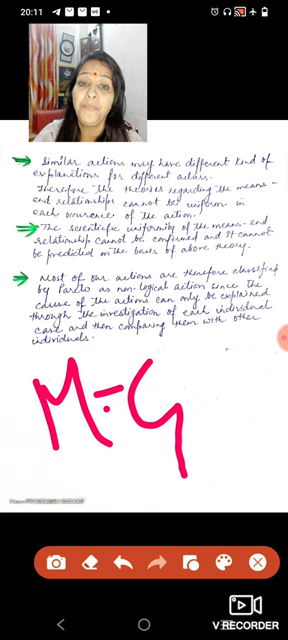 20:11
Similar actions may have different kind of
explanations for different actors.
Therefore the theories regarding the means-
end relationships cannot be uniform in
each occurence of the action.
The scientific uniformity of the means-end
relationship cannot be confirmed and it cannot
be predicted on the basis of above theory.
Most of our actions are therefore classified
by Pareto as non-logical action since the
cause of the actions can only be explained
through the investigation of each individual
case and then comparing them with other
individuals.
M-G
V RECORDER